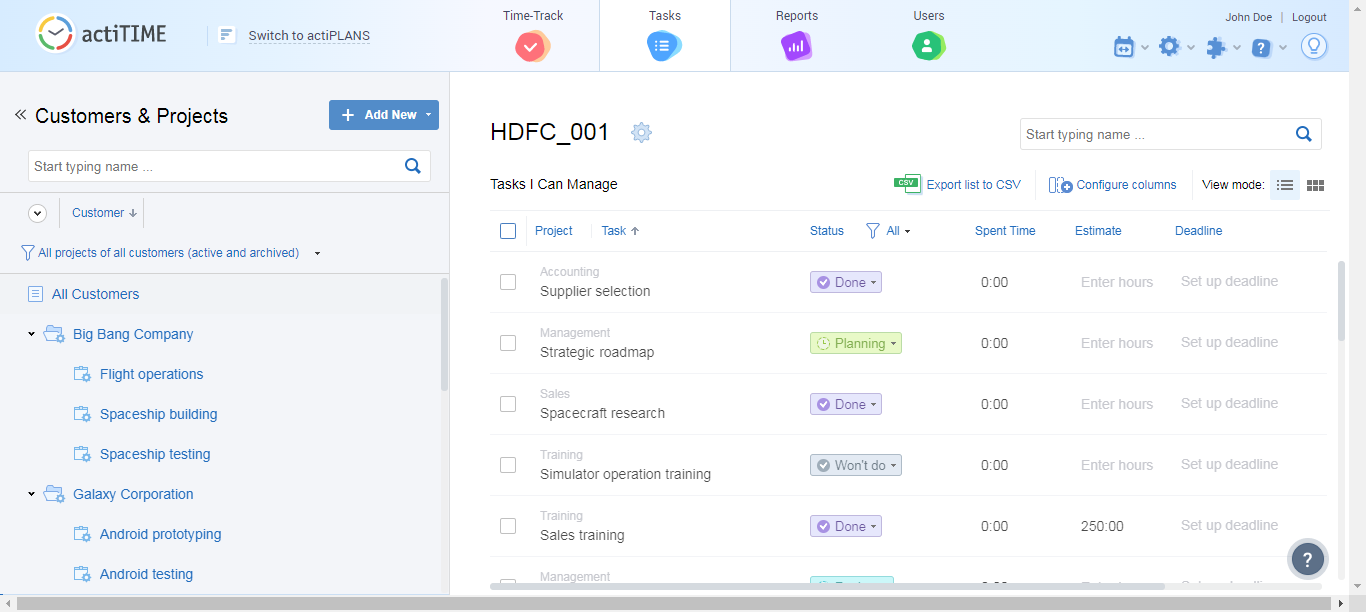 actiTIME
Switch to actiPLANS
Time-Track
Tasks
Reports
Users
John Doe | Logout
Customers & Projects
Add New
Start typing name ...
Customer
All projects of all customers (active and archived)
All Customers
Big Bang Company
Flight operations
Spaceship building
Spaceship testing
Galaxy Corporation
Android prototyping
Android testing
HDFC_001
Start typing name ...
Tasks I Can Manage
CSV Export list to CSV
Configure columns
View mode:
Project Task Status All Spent Time Estimate Deadline
Accounting
Supplier selection Done 0:00 Enter hours Set up deadline
Management
Strategic roadmap Planning 0:00 Enter hours Set up deadline
Sales
Spacecraft research Done 0:00 Enter hours Set up deadline
Training
Simulator operation training Won't do 0:00 Enter hours Set up deadline
Training
Sales training Done 0:00 250:00 Set up deadline
Management
?